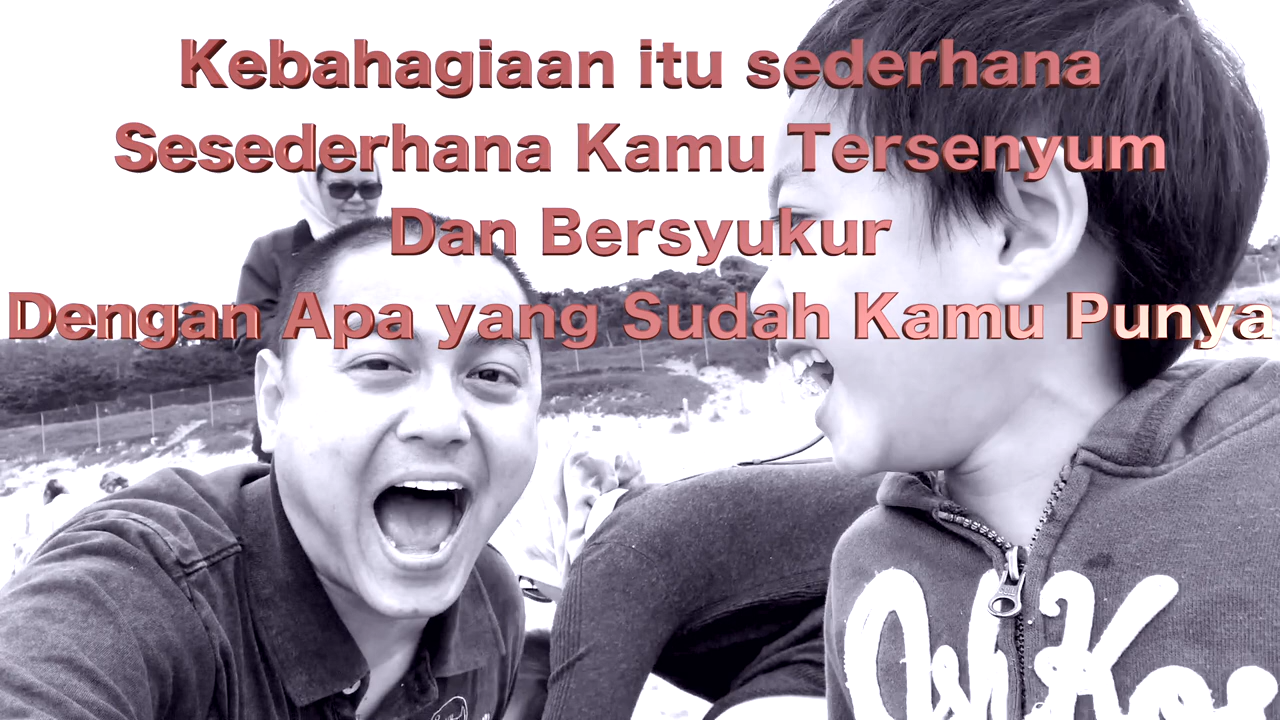 Kebahagiaan itu sederhana
Sesederhana Kamu Tersenyum
Dan Bersyukur
Dengan Apa yang Sudah Kamu Punya